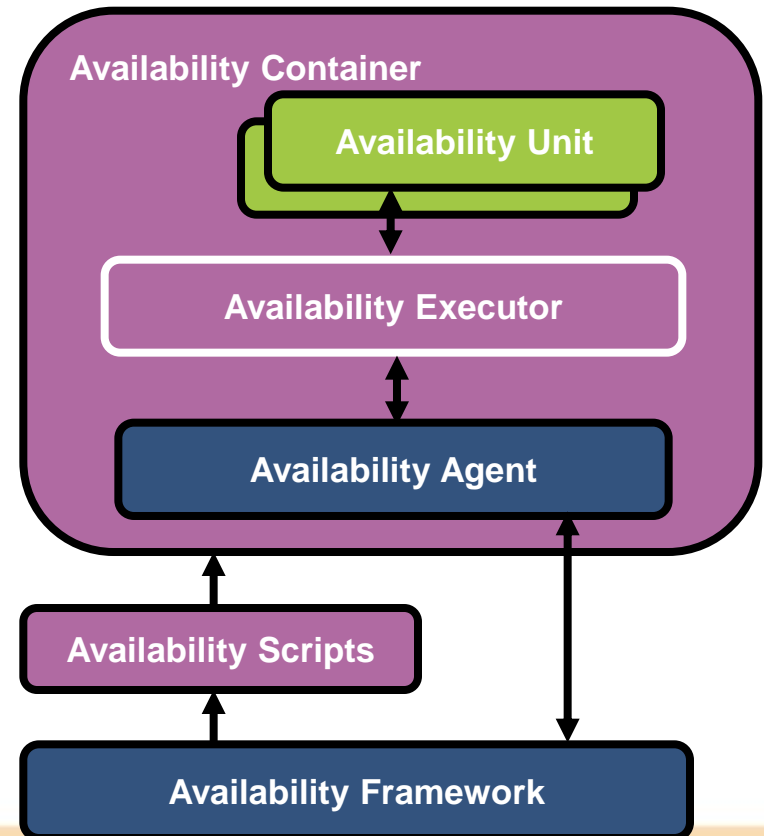 Availability Container
Availability Unit
Availability Executor
Availability Agent
Availability Scripts
Availability Framework